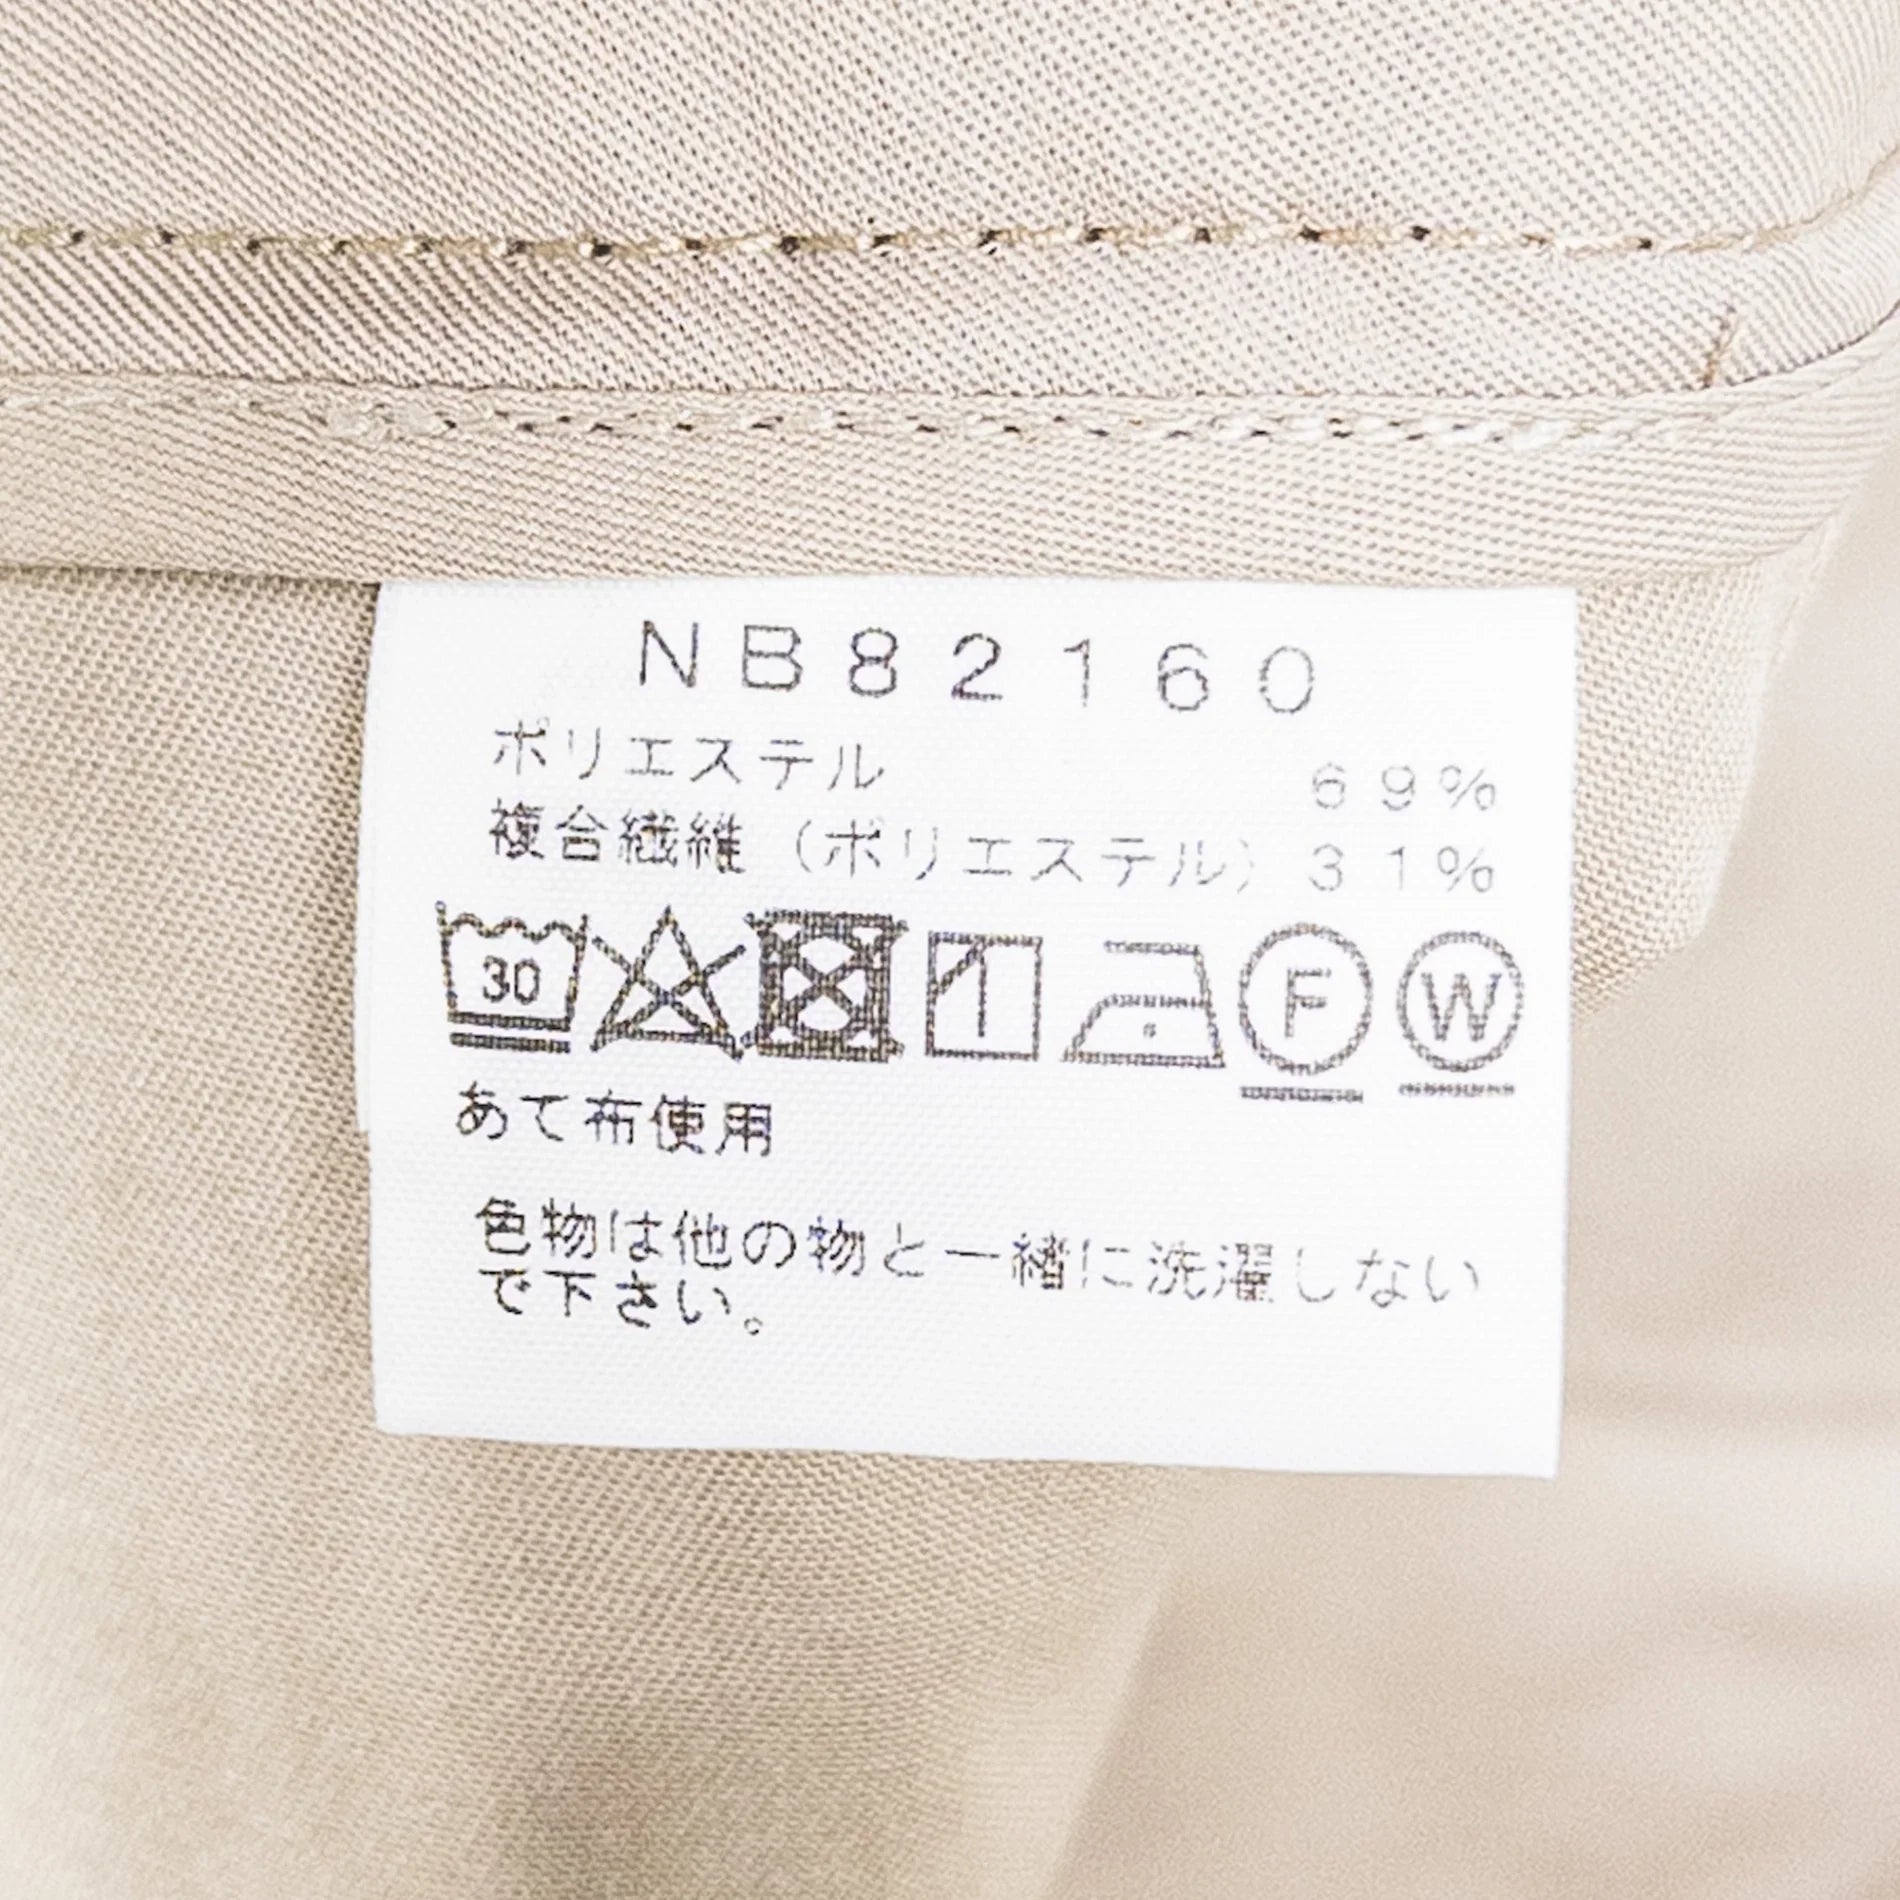 NB82160
ポリエステル 69%
複合繊維（ポリエステル）31%
30 F W
あて布使用
色物は他の物と一緒に洗濯しない
で下さい。